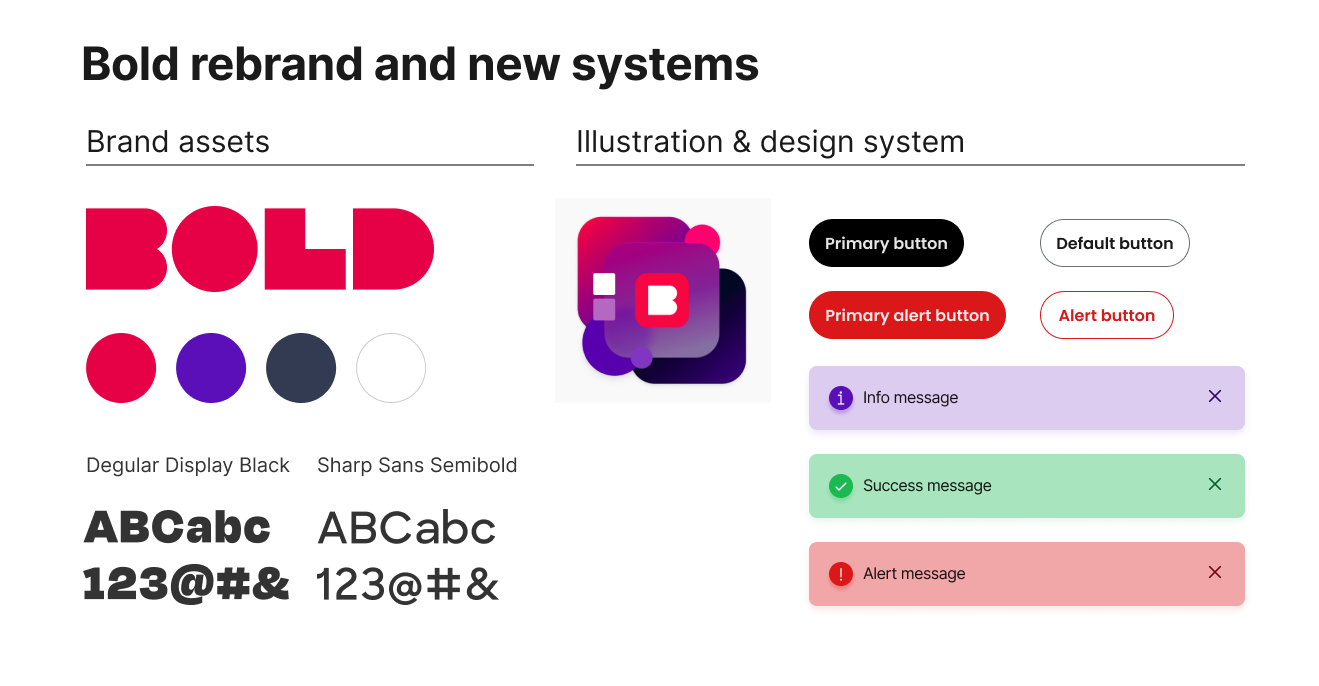 Bold rebrand and new systems
Brand assets
BOLD
Degular Display Black
Sharp Sans Semibold
ABCabc
123@#&
ABCabc
123@#&
Illustration & design system
B
Primary button
Default button
Primary alert button
Alert button
i Info message
Success message
! Alert message